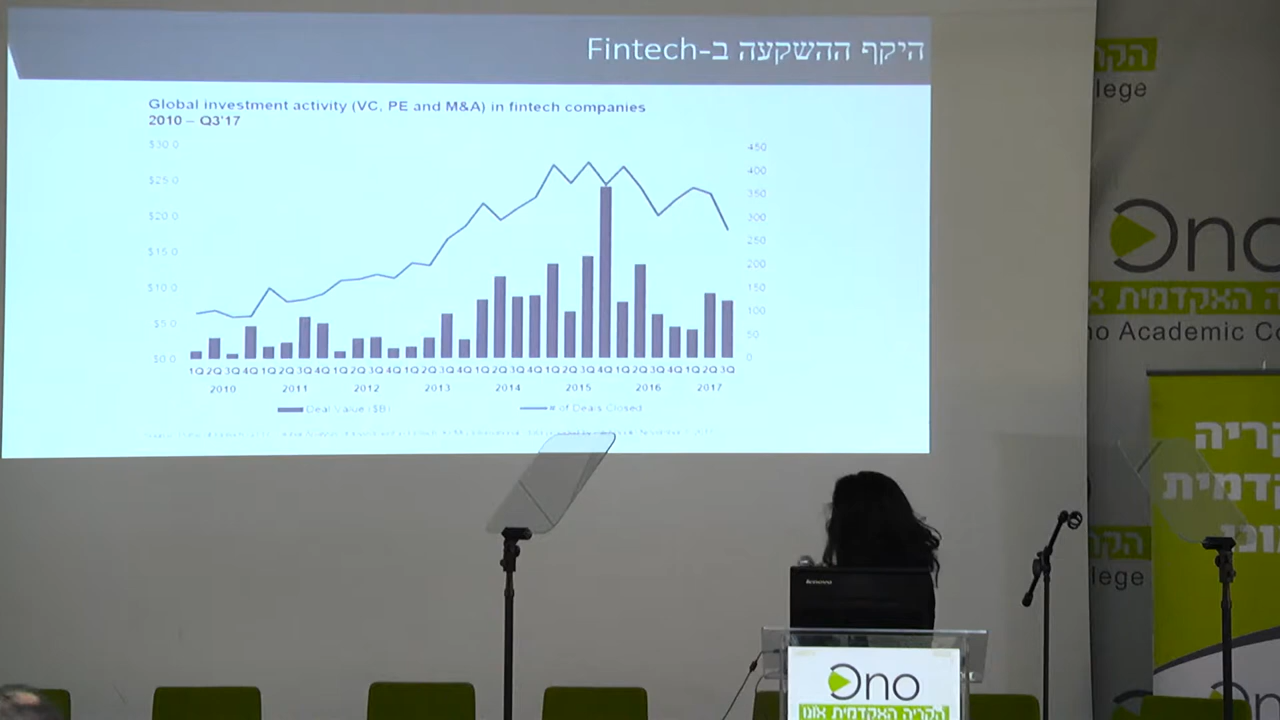 היקף ההשקעה ב-Fintech
Global investment activity (VC, PE and M&A) in fintech companies
2010 – Q3'17
$30.0
$25.0
$20.0
$15.0
$10.0
$5.0
$0.0
450
400
350
300
250
200
150
100
50
0
1Q 2Q 3Q 4Q 1Q 2Q 3Q 4Q 1Q 2Q 3Q 4Q 1Q 2Q 3Q 4Q 1Q 2Q 3Q 4Q 1Q 2Q 3Q 4Q 1Q 2Q 3Q 4Q 1Q 2Q 3Q
2010 2011 2012 2013 2014 2015 2016 2017
Deal Value ($B)
# of Deals Closed
הקר
lege
Ono
קריה האקדמית א
no Academic Co
קריה
קדמית
אונו
הקר
lege
Lenovo
Ono
הקריה האקדמית אונו